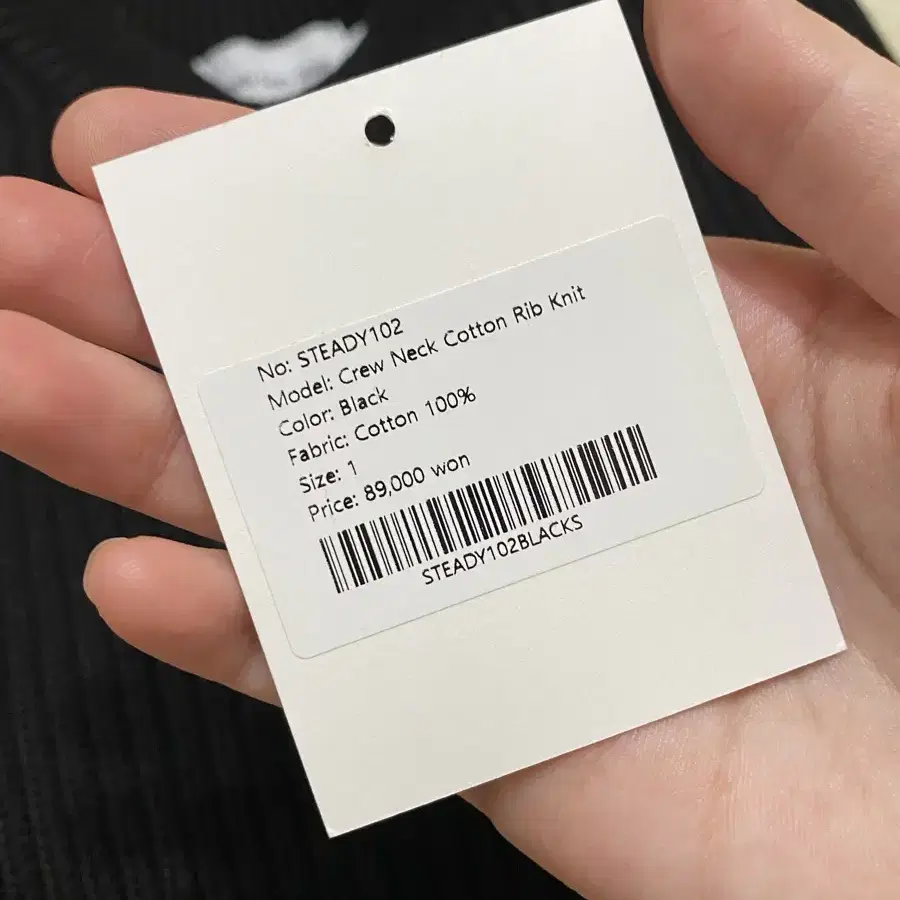 No: STEADY102
Model: Crew Neck Cotton Rib Knit
Color: Black
Fabric: Cotton 100%
Size: 1
Price: 89,000 won
STEADY102BLACKS